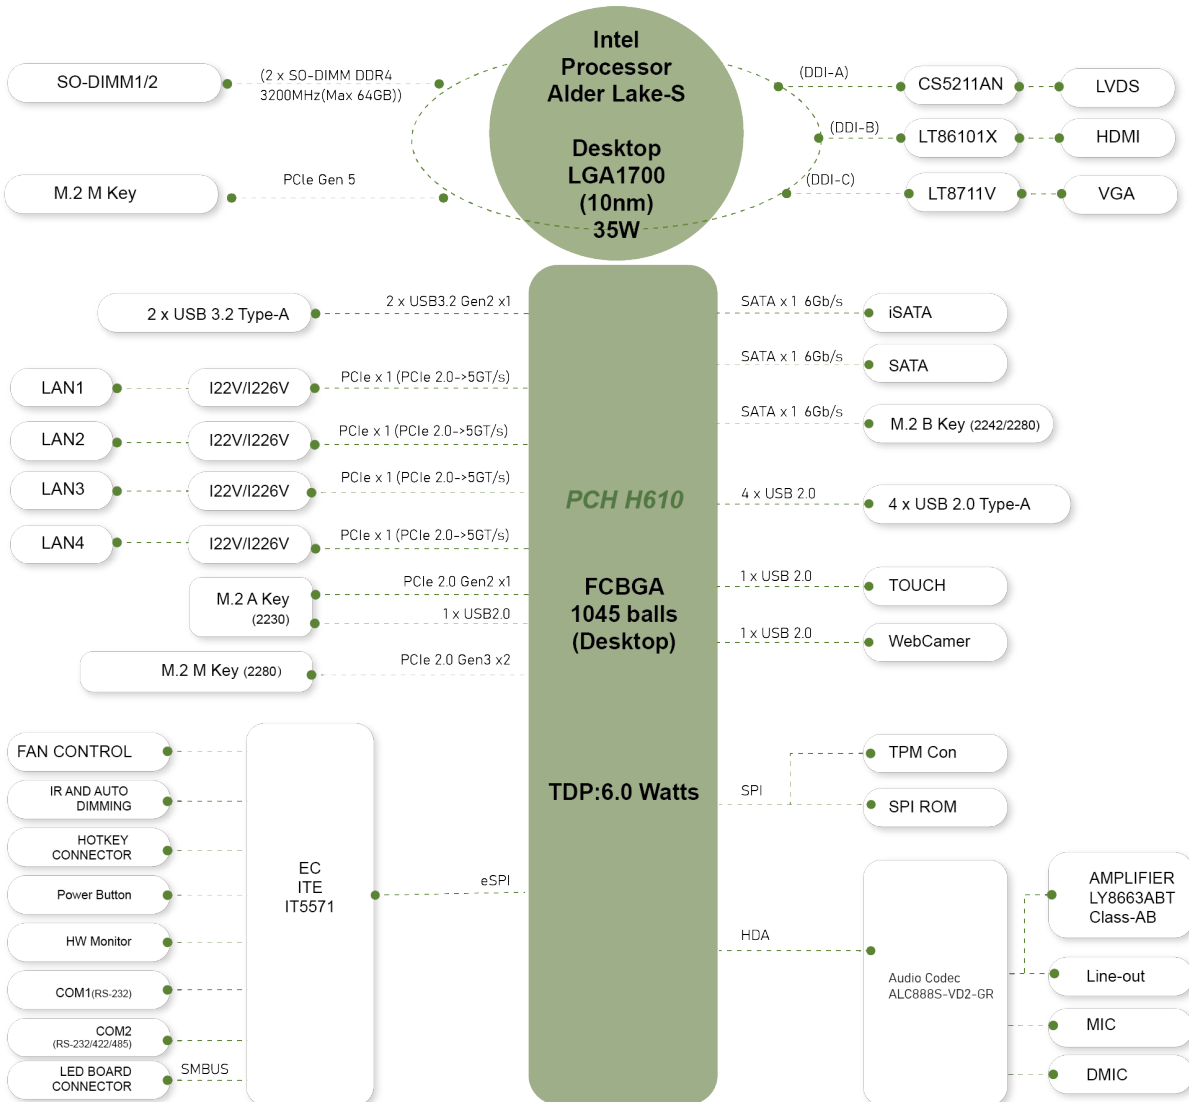 Intel
Processor
Alder Lake-S
Desktop
LGA1700
(10nm)
35W
SO-DIMM1/2
(2 x SO-DIMM DDR4
3200MHz(Max 64GB))
M.2 M Key
PCle Gen 5
(DDI-A)
CS5211AN
LVDS
(DDI-B)
LT86101X
HDMI
(DDI-C)
LT8711V
VGA
2 x USB 3.2 Type-A
2 x USB3.2 Gen2 x1
LAN1
I22V/I226V
PCIe x 1 (PCIe 2.0->5GT/s)
LAN2
I22V/I226V
PCIe x 1 (PCIe 2.0->5GT/s)
LAN3
I22V/I226V
PCIe x 1 (PCIe 2.0->5GT/s)
LAN4
I22V/I226V
PCIe x 1 (PCIe 2.0->5GT/s)
M.2 A Key
(2230)
PCIe 2.0 Gen2 x1
1 x USB2.0
M.2 M Key (2280)
PCIe 2.0 Gen3 x2
PCH H610
FCBGA
1045 balls
(Desktop)
TDP:6.0 Watts
SATA x 1 6Gb/s
iSATA
SATA x 1 6Gb/s
SATA
SATA x 1 6Gb/s
M.2 B Key (2242/2280)
4 x USB 2.0
4 x USB 2.0 Type-A
1 x USB 2.0
TOUCH
1 x USB 2.0
WebCamer
SPI
TPM Con
SPI ROM
HDA
Audio Codec
ALC888S-VD2-GR
AMPLIFIER
LY8663ABT
Class-AB
Line-out
MIC
DMIC
FAN CONTROL
IR AND AUTO
DIMMING
HOTKEY
CONNECTOR
Power Button
HW Monitor
COM1(RS-232)
COM2
(RS-232/422/485)
LED BOARD
CONNECTOR
SMBUS
EC
ITE
IT5571
eSPI